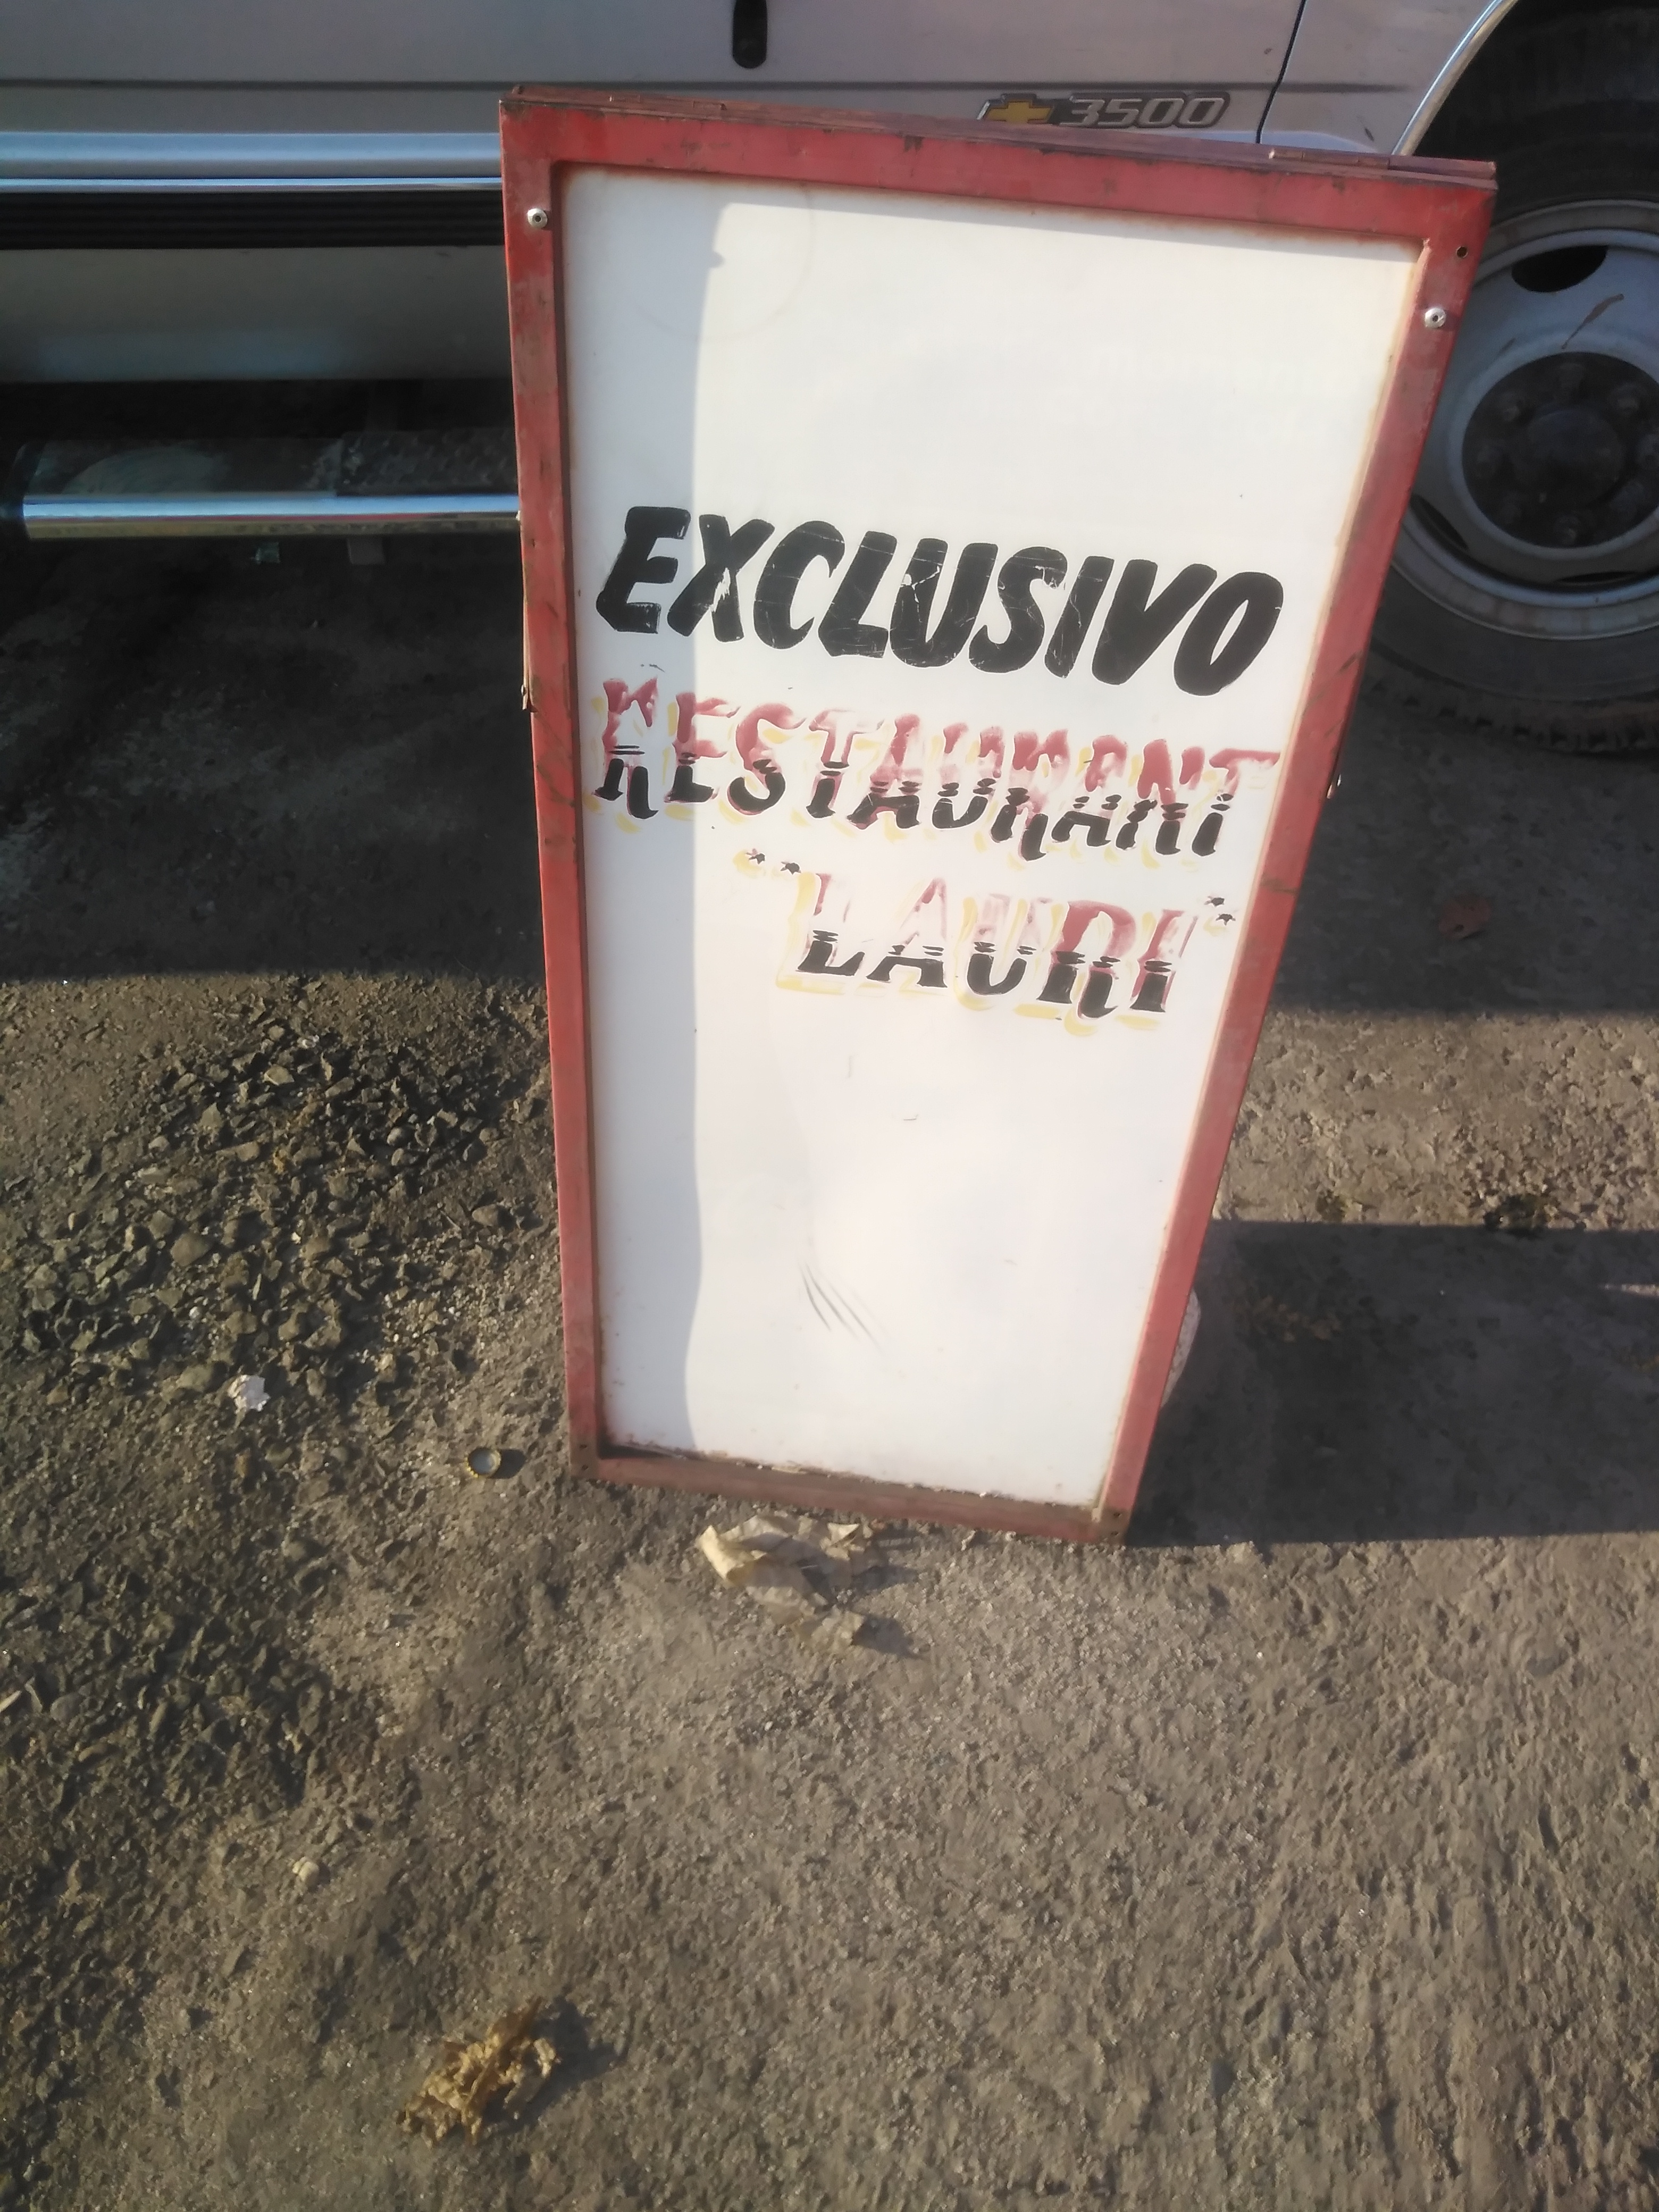 3500
EXCLUSIVO
RESTAURANT
"LAURI"